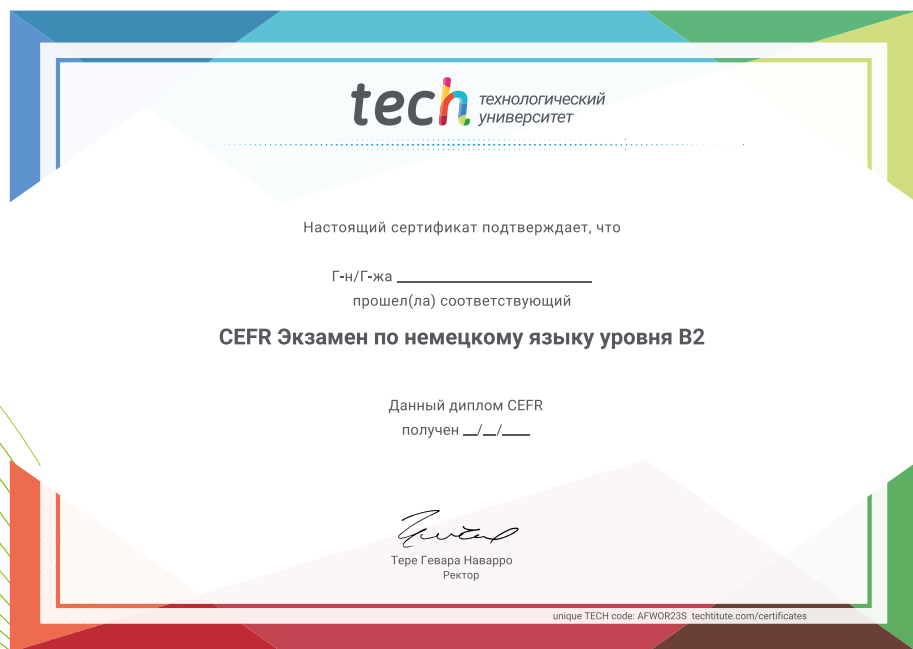 tech технологический
университет
Настоящий сертификат подтверждает, что
Г-н/Г-жа
прошел(ла) соответствующий
CEFR Экзамен по немецкому языку уровня B2
Данный диплом CEFR
получен __/__/____
Тере Гевара Наварро
Ректор
unique TECH code: AFWOR23S techtitute.com/certificates